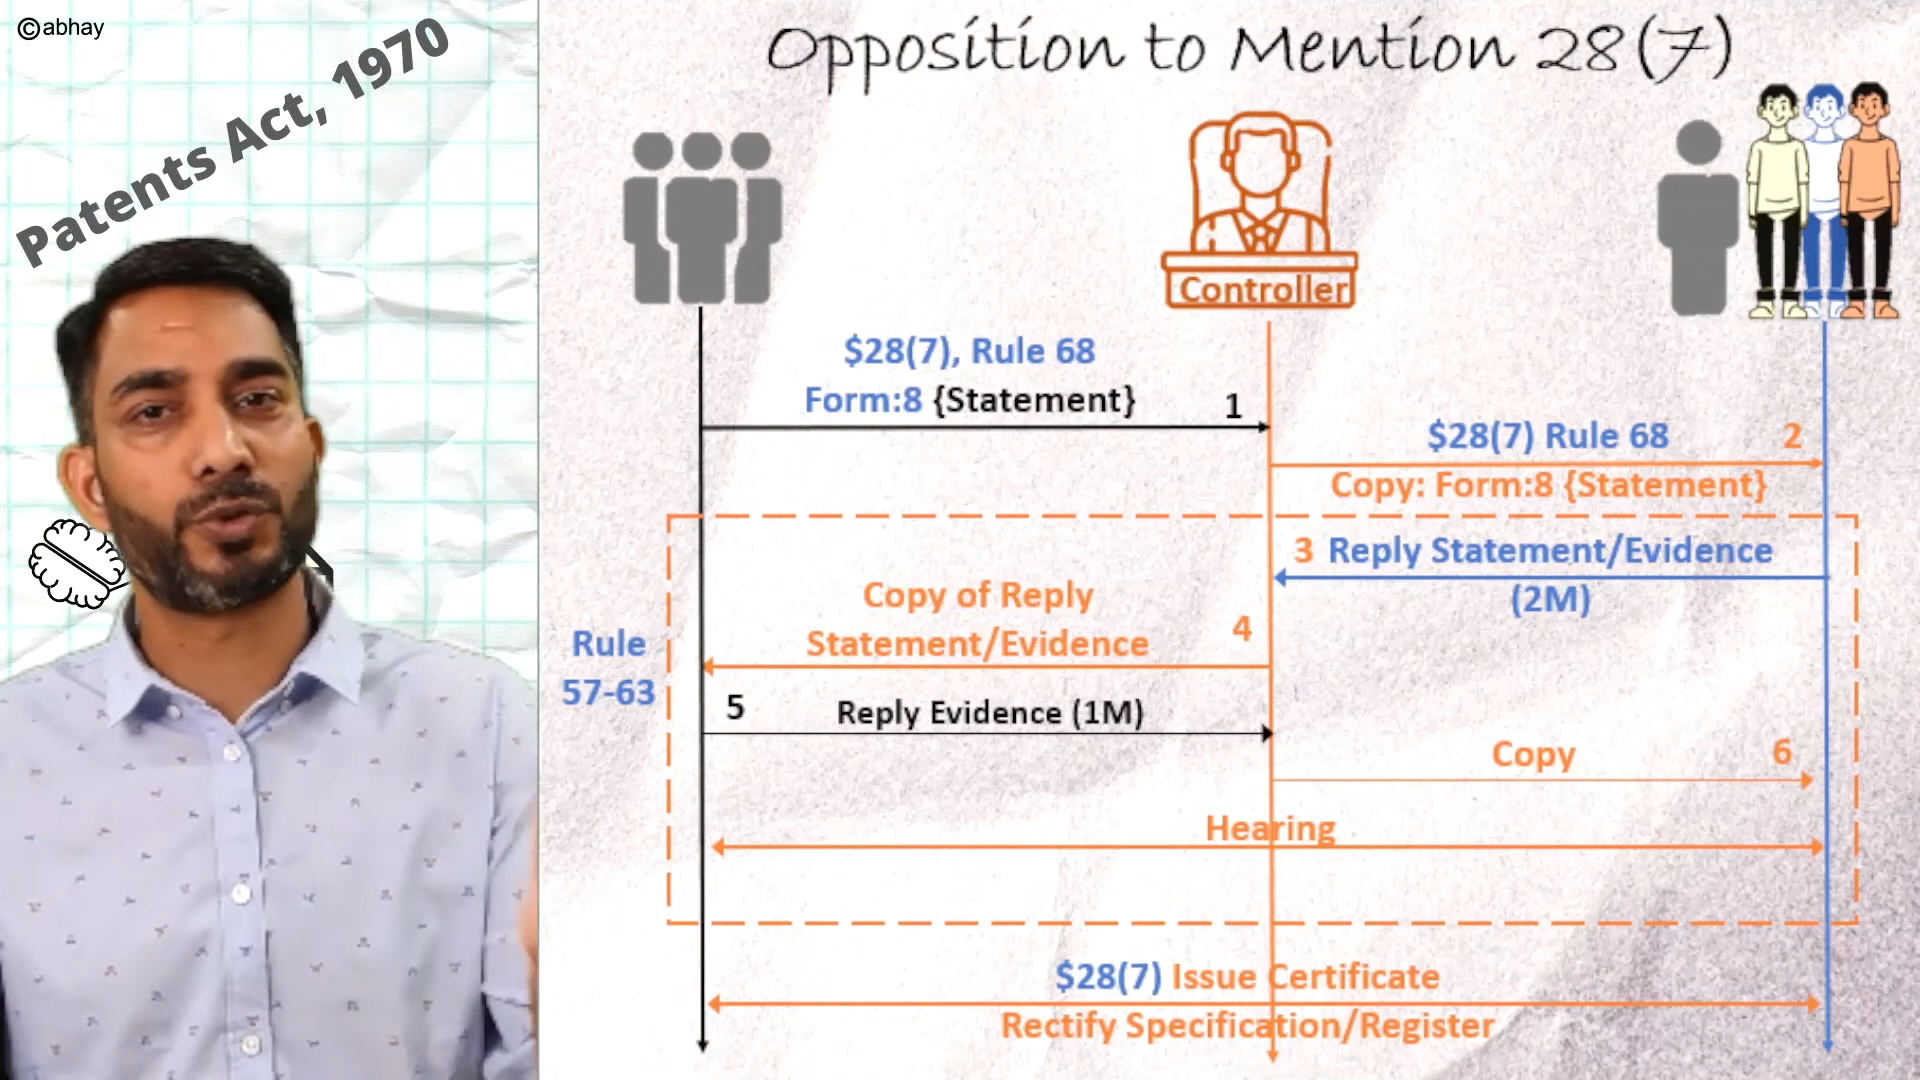 ©abhay
Patents Act, 1970
Opposition to Mention 28(7)
Controller
$28(7), Rule 68
Form:8 {Statement} 1
$28(7) Rule 68 2
Copy: Form:8 {Statement}
3 Reply Statement/Evidence
(2M)
Copy of Reply
Statement/Evidence 4
Rule
57-63
5 Reply Evidence (1M)
Copy 6
Hearing
$28(7) Issue Certificate
Rectify Specification/Register